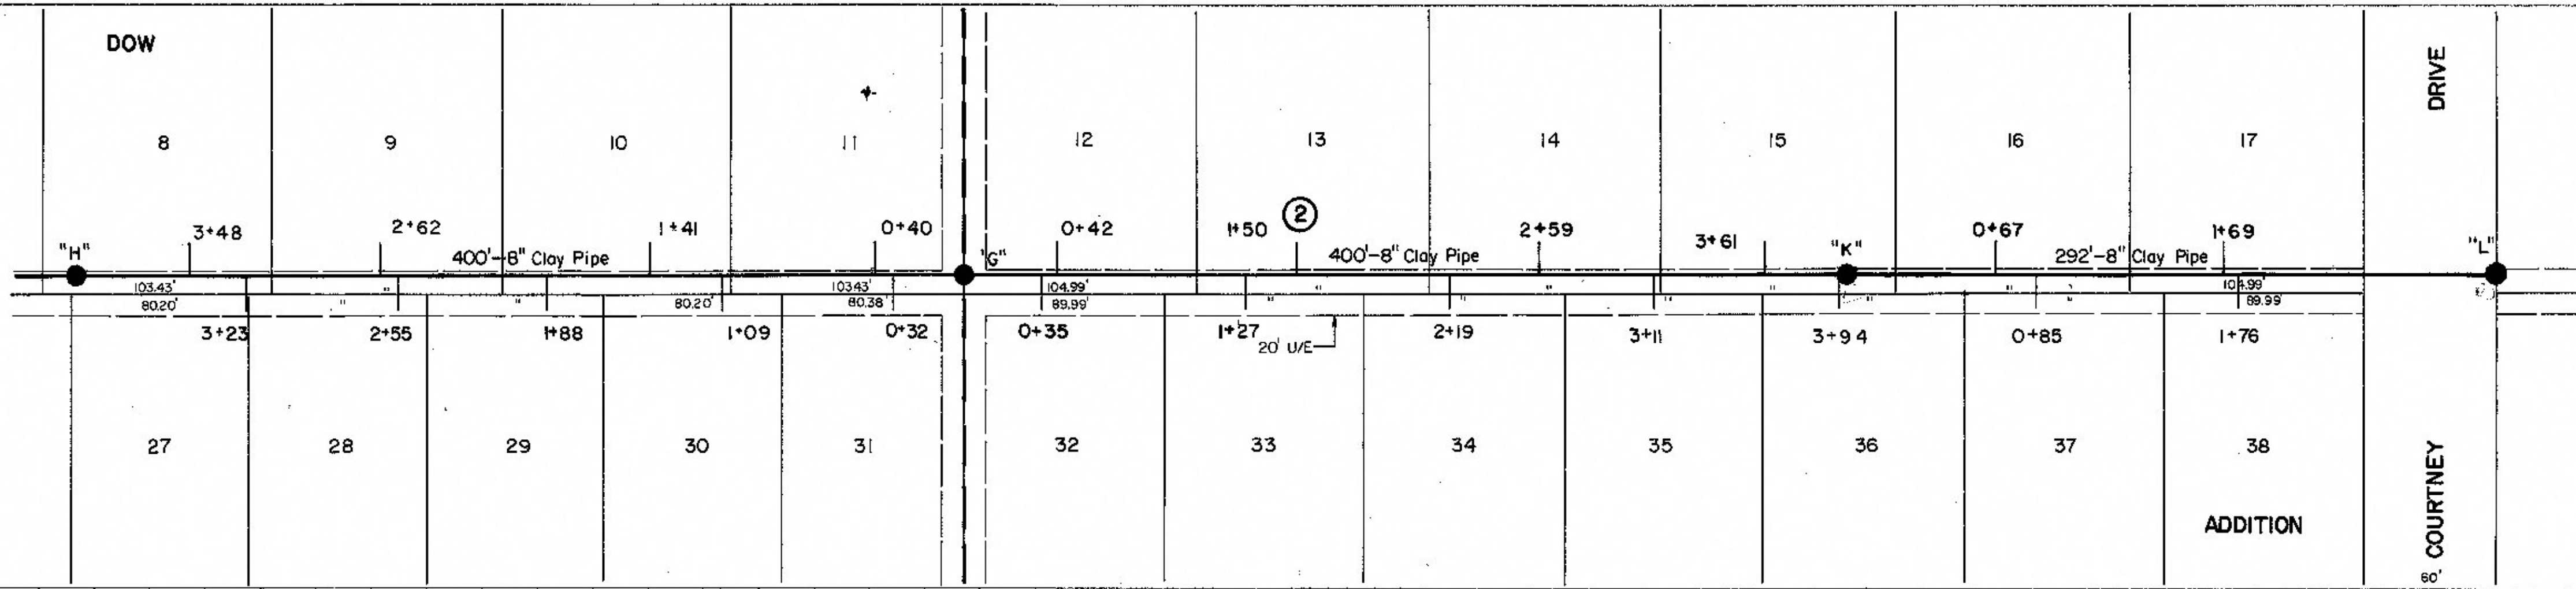 DOW
DRIVE
8 9 10 11 12 13 14 15 16 17
3+48 2+62 1+41 0+40 0+42 1+50 2 2+59 3+61 0+67 1+69
"H" 400'-8" Clay Pipe "G" 400'-8" Clay Pipe "K" 292'-8" Clay Pipe "L"
103.43' " 103.43' 104.99' " " " " 104.99'
80.20' " " 80.20' 80.38' 89.99' " " " " " 89.99'
3+23 2+55 1+88 1+09 0+32 0+35 1+27 2+19 3+11 3+94 0+85 1+76
20' U/E
27 28 29 30 31 32 33 34 35 36 37 38
ADDITION
COURTNEY
60'